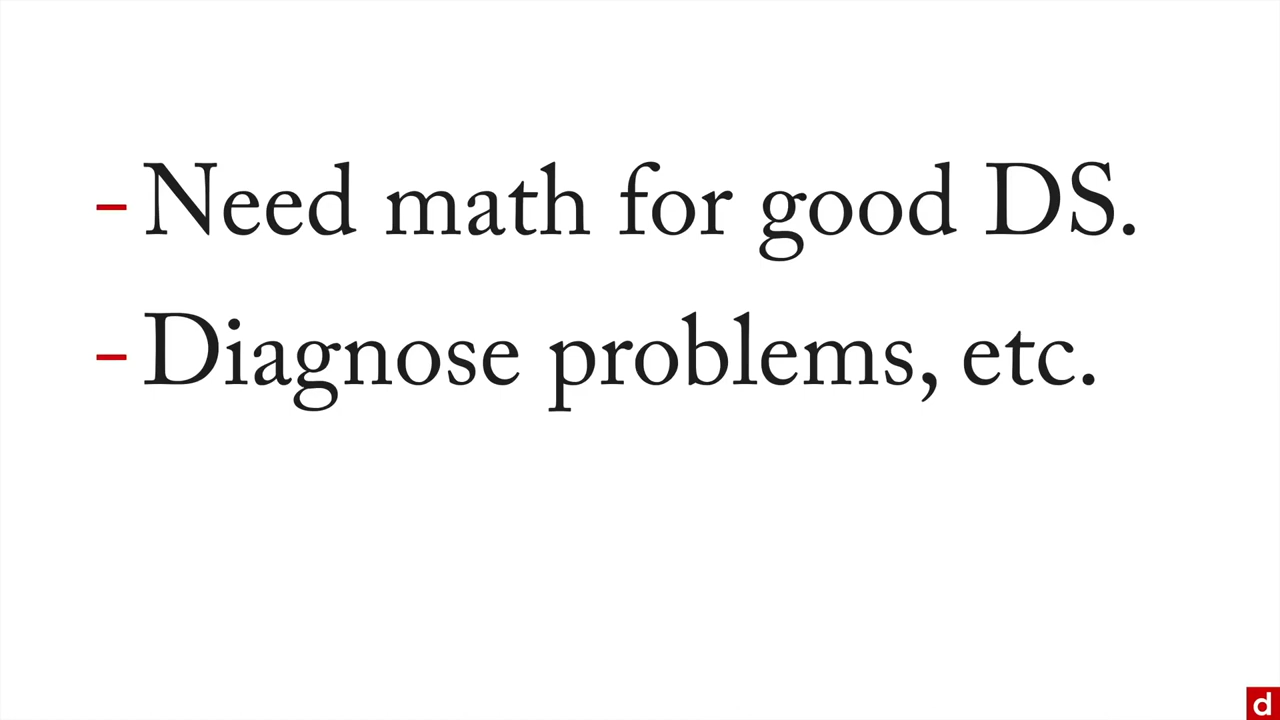 - Need math for good DS.
- Diagnose problems, etc.
d